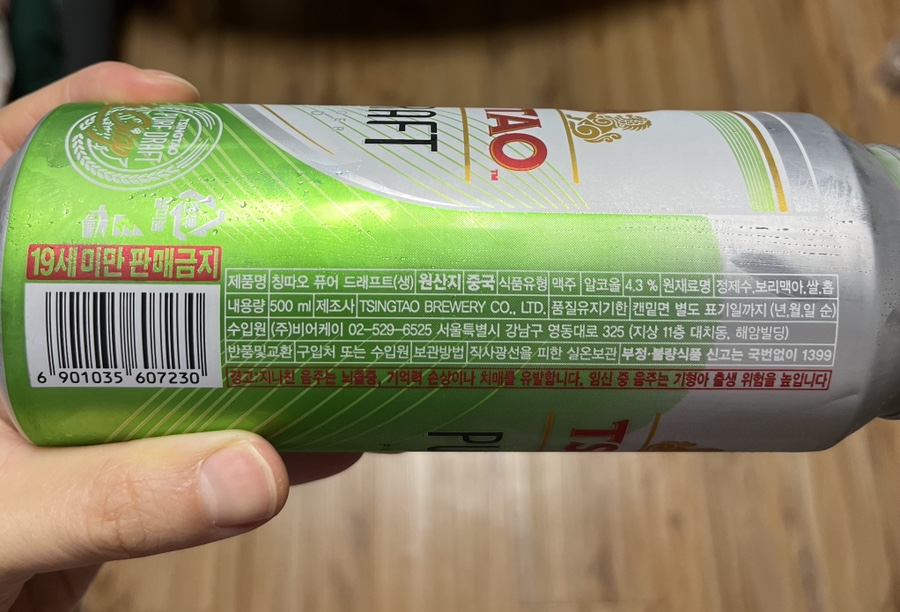 TSINGTAO
PURE DRAFT
DRAFT
TAO
TM
19세 미만 판매금지
6 901035 607230
제품명 칭따오 퓨어 드래프트(생) 원산지 중국 식품유형 맥주 알코올 4.3 % 원재료명 정제수,보리맥아,쌀,홉
내용량 500 ml 제조사 TSINGTAO BREWERY CO., LTD. 품질유지기한 캔밑면 별도 표기일까지 (년,월,일 순)
수입원 (주)비어케이 02-529-6525 서울특별시 강남구 영동대로 325 (지상 11층 대치동, 해암빌딩)
반품및교환 구입처 또는 수입원 보관방법 직사광선을 피한 실온보관 부정·불량식품 신고는 국번없이 1399
경고:지나친 음주는 뇌졸중, 기억력 손상이나 치매를 유발합니다. 임신 중 음주는 기형아 출생 위험을 높입니다
PU
TS